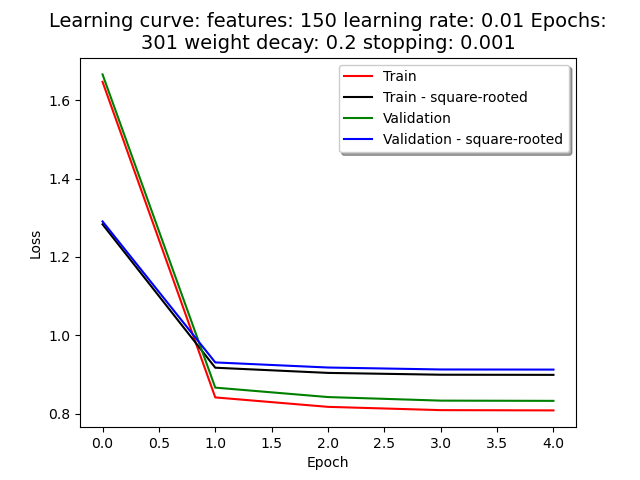 Learning curve: features: 150 learning rate: 0.01 Epochs:
301 weight decay: 0.2 stopping: 0.001
Train
Train - square-rooted
Validation
Validation - square-rooted
1.6
1.4
1.2
1.0
0.8
Loss
0.0 0.5 1.0 1.5 2.0 2.5 3.0 3.5 4.0
Epoch